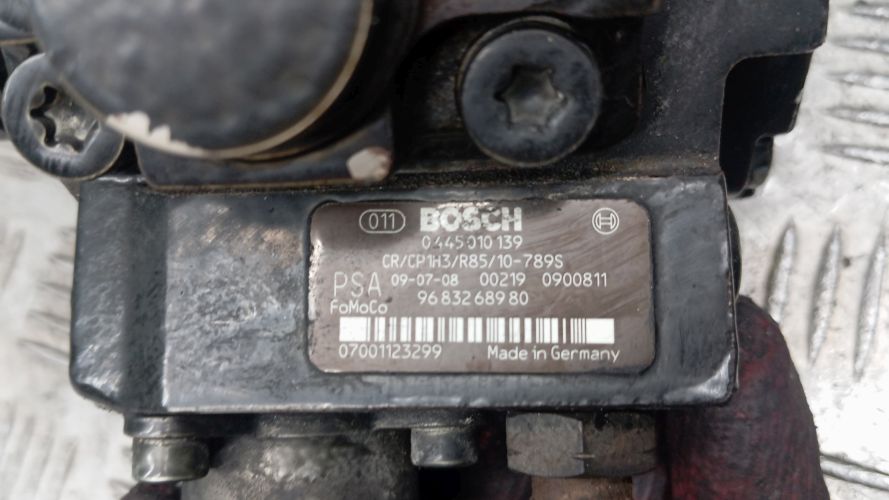 011 BOSCH
0 445 010 139
CR/CP1H3/R85/10-789S
PSA 09-07-08 00219 0900811
FoMoCo 96 832 689 80
07001123299 Made in Germany